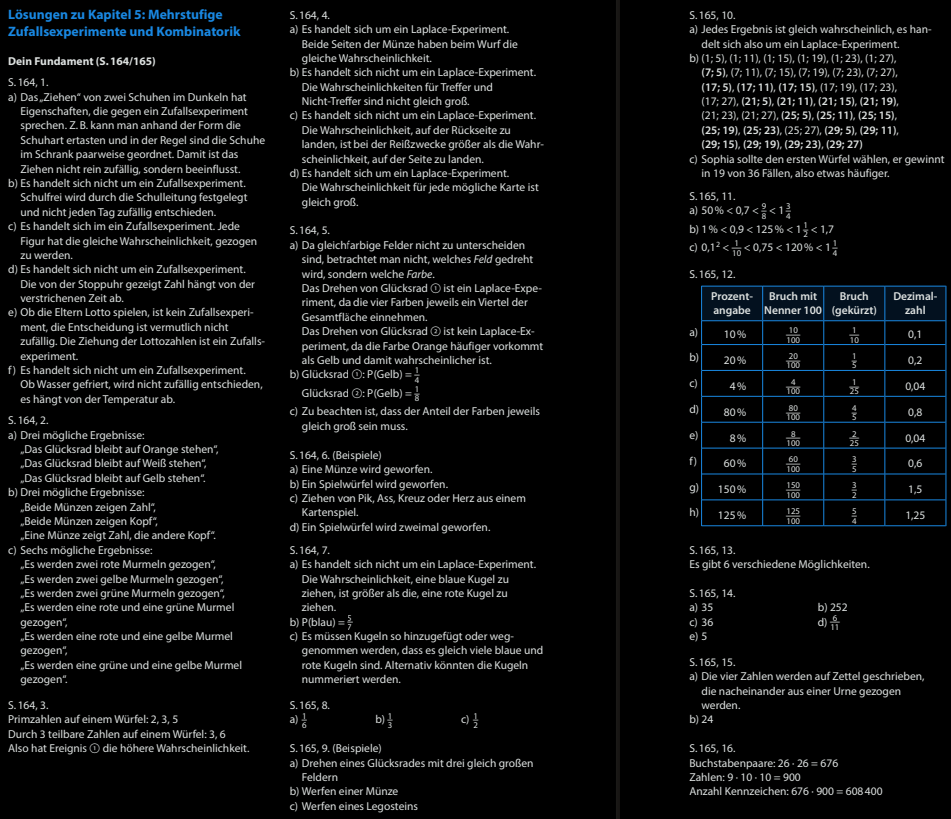 Lösungen zu Kapitel 5: Mehrstufige
Zufallsexperimente und Kombinatorik
Dein Fundament (S. 164/165)
S. 164, 1.
a) Das „Ziehen“ von zwei Schuhen im Dunkeln hat
Eigenschaften, die gegen ein Zufallsexperiment
sprechen. Z. B. kann man anhand der Form die
Schuhart ertasten und in der Regel sind die Schuhe
im Schrank paarweise geordnet. Damit ist das
Ziehen nicht rein zufällig, sondern beeinflusst.
b) Es handelt sich nicht um ein Zufallsexperiment.
Schulfrei wird durch die Schulleitung festgelegt
und nicht jeden Tag zufällig entschieden.
c) Es handelt sich im ein Zufallsexperiment. Jede
Figur hat die gleiche Wahrscheinlichkeit, gezogen
zu werden.
d) Es handelt sich nicht um ein Zufallsexperiment.
Die von der Stoppuhr gezeigt Zahl hängt von der
verstrichenen Zeit ab.
e) Ob die Eltern Lotto spielen, ist kein Zufallsexperi-
ment, die Entscheidung ist vermutlich nicht
zufällig. Die Ziehung der Lottozahlen ist ein Zufalls-
experiment.
f) Es handelt sich nicht um ein Zufallsexperiment.
Ob Wasser gefriert, wird nicht zufällig entschieden,
es hängt von der Temperatur ab.
S. 164, 2.
a) Drei mögliche Ergebnisse:
„Das Glücksrad bleibt auf Orange stehen“,
„Das Glücksrad bleibt auf Weiß stehen“,
„Das Glücksrad bleibt auf Gelb stehen“.
b) Drei mögliche Ergebnisse:
„Beide Münzen zeigen Zahl“,
„Beide Münzen zeigen Kopf“,
„Eine Münze zeigt Zahl, die andere Kopf“.
c) Sechs mögliche Ergebnisse:
„Es werden zwei rote Murmeln gezogen“,
„Es werden zwei gelbe Murmeln gezogen“,
„Es werden zwei grüne Murmeln gezogen“,
„Es werden eine rote und eine grüne Murmel
gezogen“,
„Es werden eine rote und eine gelbe Murmel
gezogen“,
„Es werden eine grüne und eine gelbe Murmel
gezogen“.
S. 164, 3.
Primzahlen auf einem Würfel: 2, 3, 5
Durch 3 teilbare Zahlen auf einem Würfel: 3, 6
Also hat Ereignis ① die höhere Wahrscheinlichkeit.
S. 164, 4.
a) Es handelt sich um ein Laplace-Experiment.
Beide Seiten der Münze haben beim Wurf die
gleiche Wahrscheinlichkeit.
b) Es handelt sich nicht um ein Laplace-Experiment.
Die Wahrscheinlichkeiten für Treffer und
Nicht-Treffer sind nicht gleich groß.
c) Es handelt sich nicht um ein Laplace-Experiment.
Die Wahrscheinlichkeit, auf der Rückseite zu
landen, ist bei der Reißzwecke größer als die Wahr-
scheinlichkeit, auf der Seite zu landen.
d) Es handelt sich um ein Laplace-Experiment.
Die Wahrscheinlichkeit für jede mögliche Karte ist
gleich groß.
S. 164, 5.
a) Da gleichfarbige Felder nicht zu unterscheiden
sind, betrachtet man nicht, welches Feld gedreht
wird, sondern welche Farbe.
Das Drehen von Glücksrad ① ist ein Laplace-Expe-
riment, da die vier Farben jeweils ein Viertel der
Gesamtfläche einnehmen.
Das Drehen von Glücksrad ② ist kein Laplace-Ex-
periment, da die Farbe Orange häufiger vorkommt
als Gelb und damit wahrscheinlicher ist.
b) Glücksrad ①: P(Gelb) = 1/4
Glücksrad ②: P(Gelb) = 1/8
c) Zu beachten ist, dass der Anteil der Farben jeweils
gleich groß sein muss.
S. 164, 6. (Beispiele)
a) Eine Münze wird geworfen.
b) Ein Spielwürfel wird geworfen.
c) Ziehen von Pik, Ass, Kreuz oder Herz aus einem
Kartenspiel.
d) Ein Spielwürfel wird zweimal geworfen.
S. 164, 7.
a) Es handelt sich nicht um ein Laplace-Experiment.
Die Wahrscheinlichkeit, eine blaue Kugel zu
ziehen, ist größer als die, eine rote Kugel zu
ziehen.
b) P(blau) = 5/7
c) Es müssen Kugeln so hinzugefügt oder weg-
genommen werden, dass es gleich viele blaue und
rote Kugeln sind. Alternativ könnten die Kugeln
nummeriert werden.
S. 165, 8.
a) 1/6 b) 1/3 c) 1/2
S. 165, 9. (Beispiele)
a) Drehen eines Glücksrades mit drei gleich großen
Feldern
b) Werfen einer Münze
c) Werfen eines Legosteins
S. 165, 10.
a) Jedes Ergebnis ist gleich wahrscheinlich, es han-
delt sich also um ein Laplace-Experiment.
b) (1; 5), (1; 11), (1; 15), (1; 19), (1; 23), (1; 27),
(7; 5), (7; 11), (7; 15), (7; 19), (7; 23), (7; 27),
(17; 5), (17; 11), (17; 15), (17; 19), (17; 23),
(17; 27), (21; 5), (21; 11), (21; 15), (21; 19),
(21; 23), (21; 27), (25; 5), (25; 11), (25; 15),
(25; 19), (25; 23), (25; 27), (29; 5), (29; 11),
(29; 15), (29; 19), (29; 23), (29; 27)
c) Sophia sollte den ersten Würfel wählen, er gewinnt
in 19 von 36 Fällen, also etwas häufiger.
S. 165, 11.
a) 50 % < 0,7 < 9/8 < 1 3/4
b) 1 % < 0,9 < 125 % < 1 1/2 < 1,7
c) 0,1² < 1/10 < 0,75 < 120 % < 1 1/4
S. 165, 12.
Prozent- Bruch mit Bruch Dezimal-
angabe Nenner 100 (gekürzt) zahl
a) 10 % 10/100 1/10 0,1
b) 20 % 20/100 1/5 0,2
c) 4 % 4/100 1/25 0,04
d) 80 % 80/100 4/5 0,8
e) 8 % 8/100 2/25 0,04
f) 60 % 60/100 3/5 0,6
g) 150 % 150/100 3/2 1,5
h) 125 % 125/100 5/4 1,25
S. 165, 13.
Es gibt 6 verschiedene Möglichkeiten.
S. 165, 14.
a) 35 b) 252
c) 36 d) 6/11
e) 5
S. 165, 15.
a) Die vier Zahlen werden auf Zettel geschrieben,
die nacheinander aus einer Urne gezogen
werden.
b) 24
S. 165, 16.
Buchstabenpaare: 26 · 26 = 676
Zahlen: 9 · 10 · 10 = 900
Anzahl Kennzeichen: 676 · 900 = 608 400